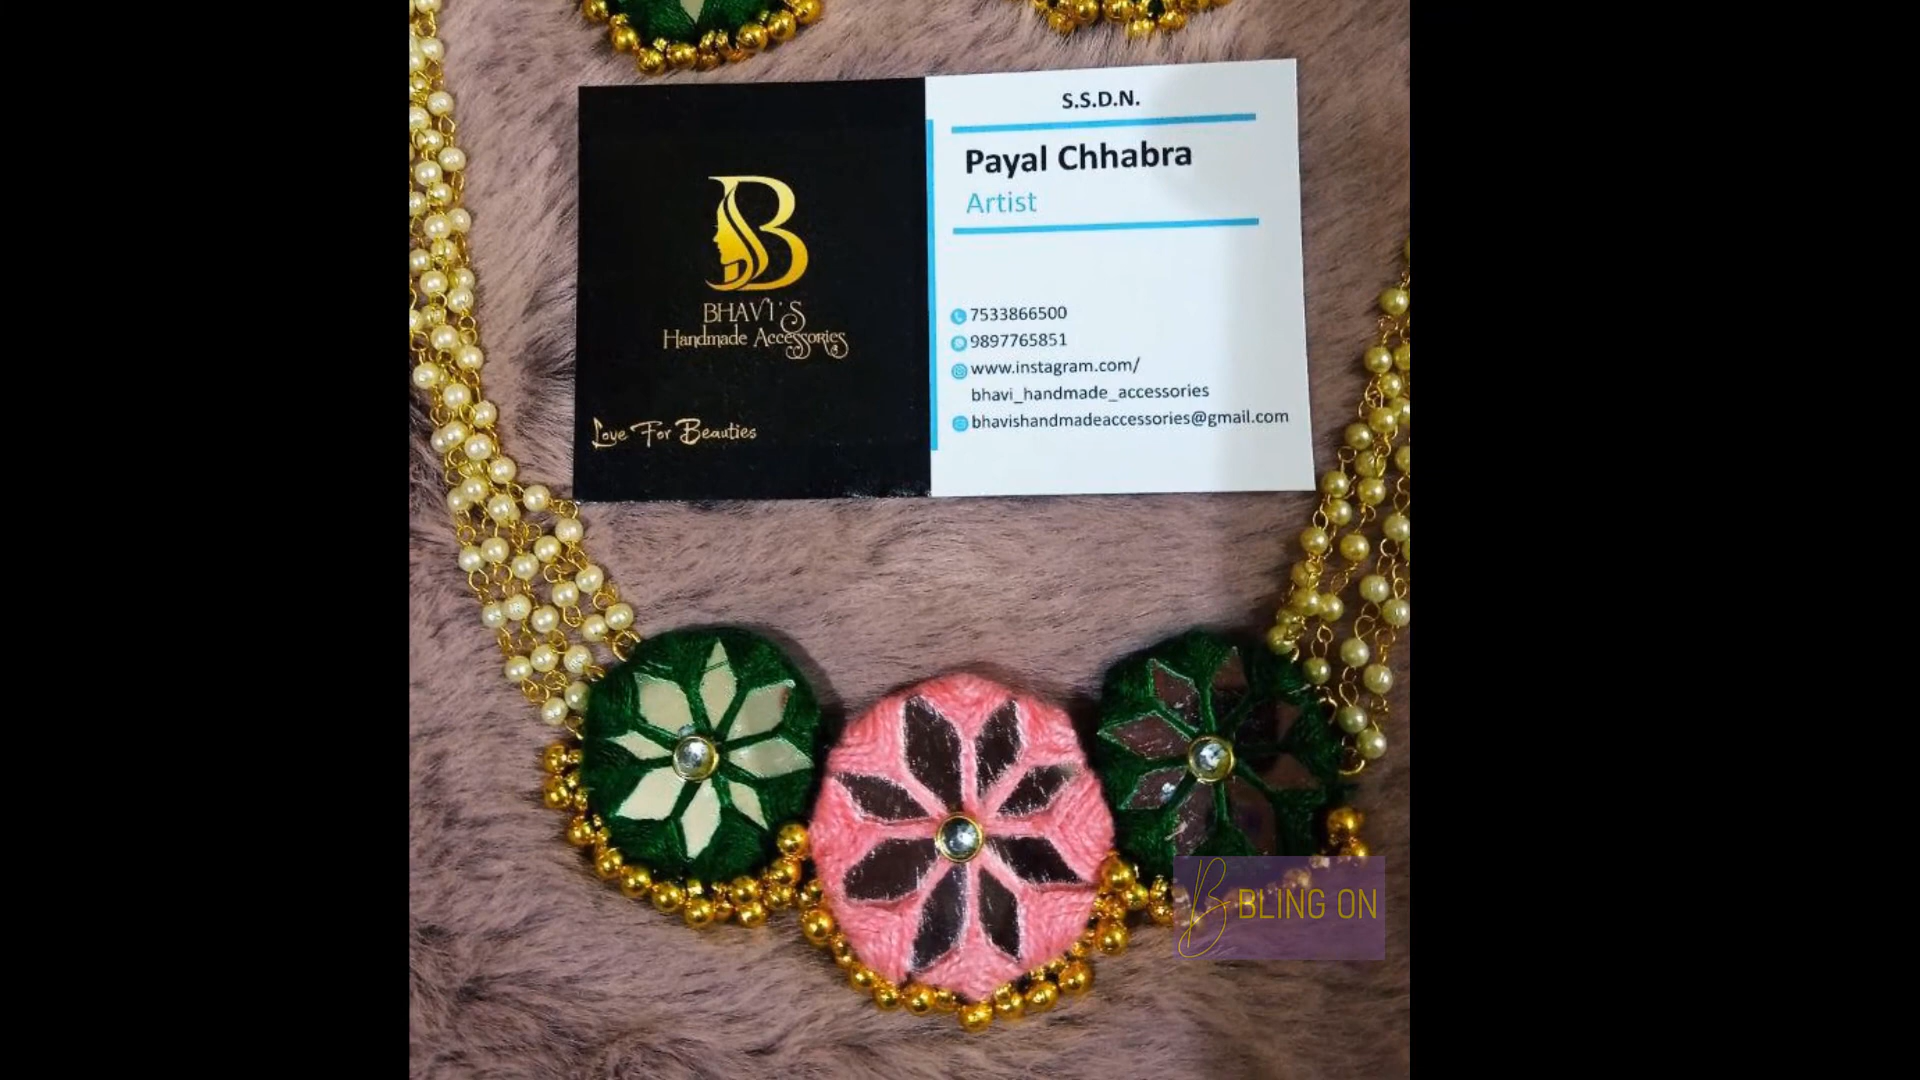 B
BHAVI'S
Handmade Accessories
Love For Beauties
S.S.D.N.
Payal Chhabra
Artist
7533866500
9897765851
www.instagram.com/
bhavi_handmade_accessories
bhavishandmadeaccessories@gmail.com
B BLING ON